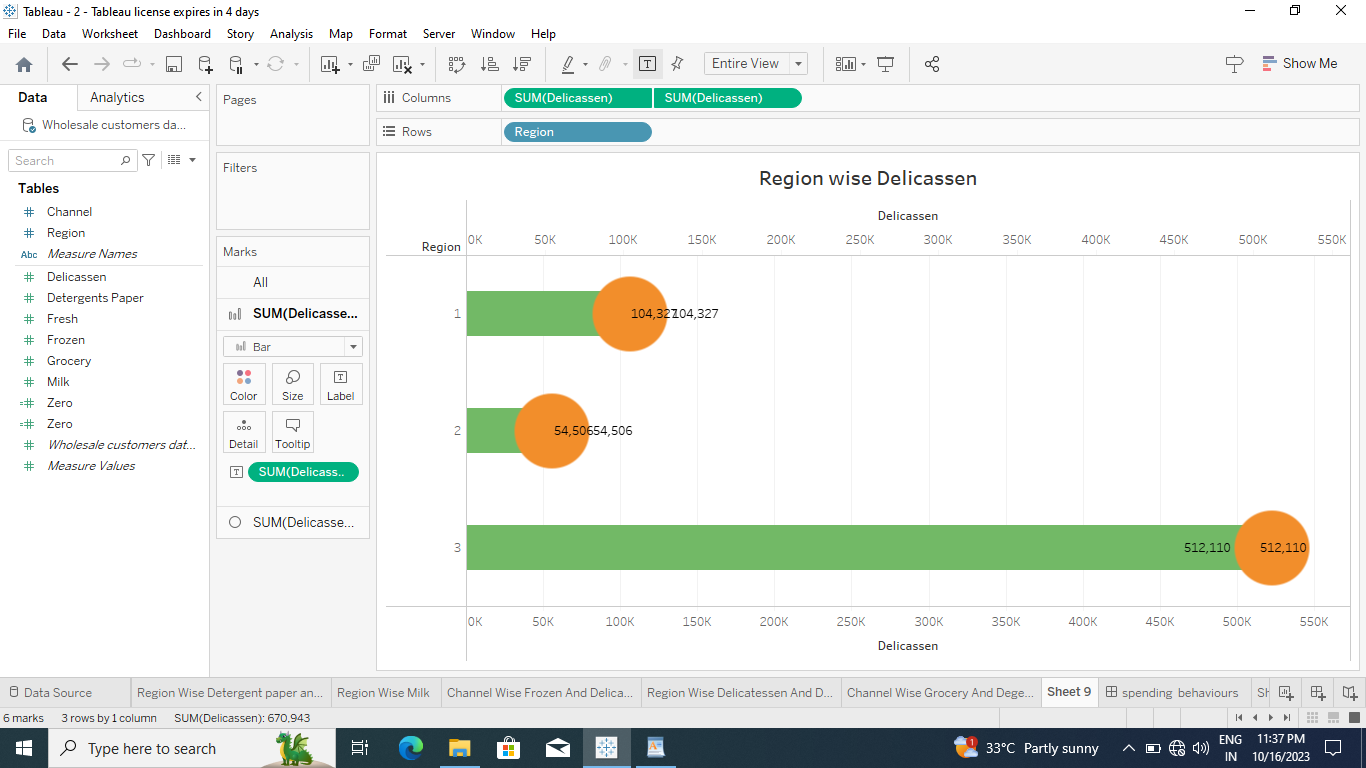 Tableau - 2 - Tableau license expires in 4 days
File Data Worksheet Dashboard Story Analysis Map Format Server Window Help
Entire View
Show Me
Data Analytics
Wholesale customers da...
Search
Tables
Channel
Region
Abc Measure Names
Delicassen
Detergents Paper
Fresh
Frozen
Grocery
Milk
Zero
Zero
Wholesale customers dat...
Measure Values
Pages
Filters
Marks
All
SUM(Delicasse...
Bar
Color Size Label
Detail Tooltip
SUM(Delicass..
SUM(Delicasse...
Columns SUM(Delicassen) SUM(Delicassen)
Rows Region
Region wise Delicassen
Delicassen
Region 0K 50K 100K 150K 200K 250K 300K 350K 400K 450K 500K 550K
1 104,327 104,327
2 54,506 54,506
3 512,110 512,110
0K 50K 100K 150K 200K 250K 300K 350K 400K 450K 500K 550K
Delicassen
Data Source Region Wise Detergent paper an... Region Wise Milk Channel Wise Frozen And Delica... Region Wise Delicatessen And D... Channel Wise Grocery And Dege... Sheet 9 spending behaviours Sh
6 marks 3 rows by 1 column SUM(Delicassen): 670,943
Type here to search
1 33°C Partly sunny
ENG
IN
11:37 PM
10/16/2023